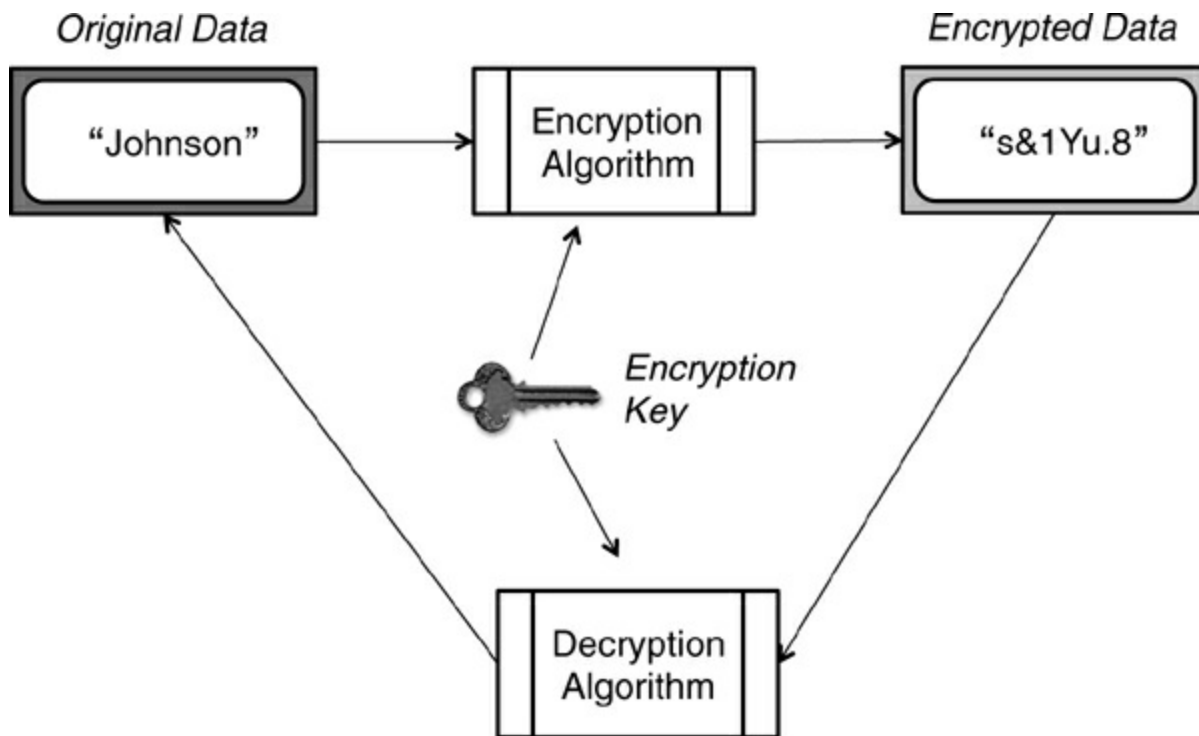 Original Data
Encrypted Data
“Johnson”
Encryption
Algorithm
“s&1Yu.8”
Encryption
Key
Decryption
Algorithm